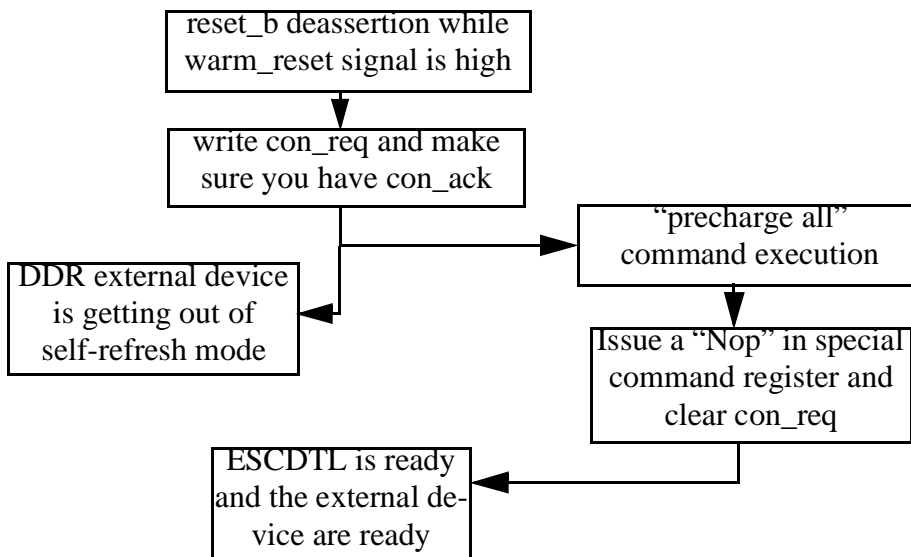 reset_b deassertion while
warm_reset signal is high
write con_req and make
sure you have con_ack
“precharge all”
command execution
DDR external device
is getting out of
self-refresh mode
Issue a “Nop” in special
command register and
clear con_req
ESCDTL is ready
and the external de-
vice are ready